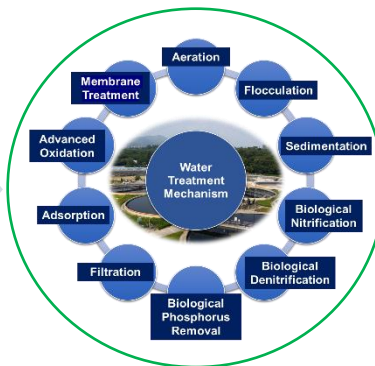 Aeration
Flocculation
Sedimentation
Biological
Nitrification
Biological
Denitrification
Biological
Phosphorus
Removal
Filtration
Adsorption
Advanced
Oxidation
Membrane
Treatment
Water
Treatment
Mechanism